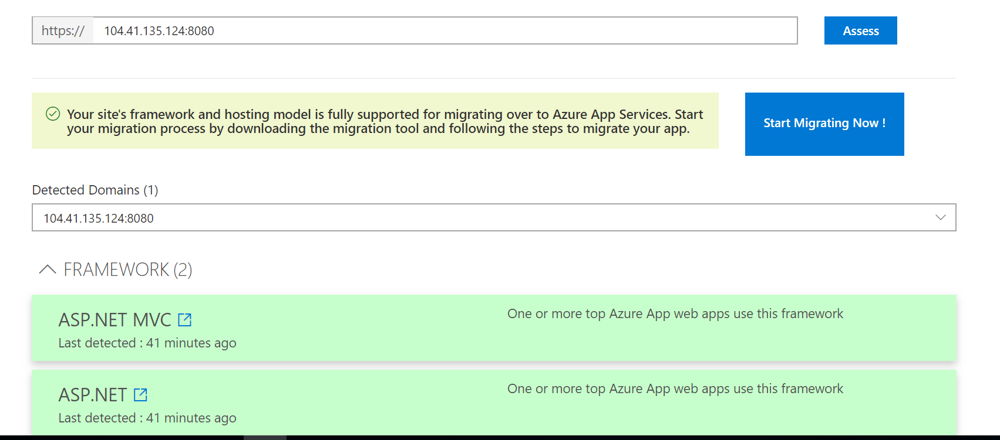 https:// 104.41.135.124:8080 Assess
Your site's framework and hosting model is fully supported for migrating over to Azure App Services. Start
your migration process by downloading the migration tool and following the steps to migrate your app.
Start Migrating Now !
Detected Domains (1)
104.41.135.124:8080
FRAMEWORK (2)
ASP.NET MVC
Last detected : 41 minutes ago
One or more top Azure App web apps use this framework
ASP.NET
Last detected : 41 minutes ago
One or more top Azure App web apps use this framework